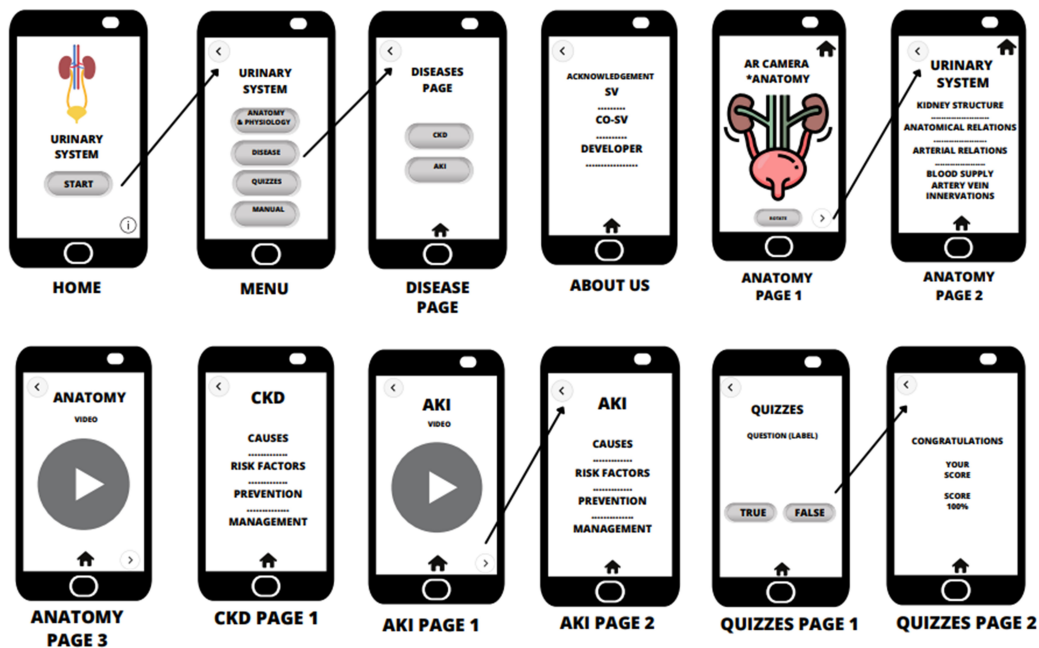 URINARY
SYSTEM
START
HOME
URINARY
SYSTEM
ANATOMY
& PHYSIOLOGY
DISEASE
QUIZZES
MANUAL
MENU
DISEASES
PAGE
CKD
AKI
DISEASE
PAGE
ACKNOWLEDGEMENT
SV
.........
CO-SV
..........
DEVELOPER
.................
ABOUT US
AR CAMERA
*ANATOMY
ROTATE
ANATOMY
PAGE 1
URINARY
SYSTEM
KIDNEY STRUCTURE
.......................
ANATOMICAL RELATIONS
.....................
ARTERIAL RELATIONS
....................
BLOOD SUPPLY
ARTERY VEIN
INNERVATIONS
ANATOMY
PAGE 2
ANATOMY
VIDEO
ANATOMY
PAGE 3
CKD
CAUSES
.............
RISK FACTORS
.............
PREVENTION
..............
MANAGEMENT
CKD PAGE 1
AKI
VIDEO
AKI PAGE 1
AKI
CAUSES
.............
RISK FACTORS
.............
PREVENTION
..............
MANAGEMENT
AKI PAGE 2
QUIZZES
QUESTION (LABEL)
TRUE FALSE
QUIZZES PAGE 1
CONGRATULATIONS
YOUR
SCORE
SCORE
100%
QUIZZES PAGE 2